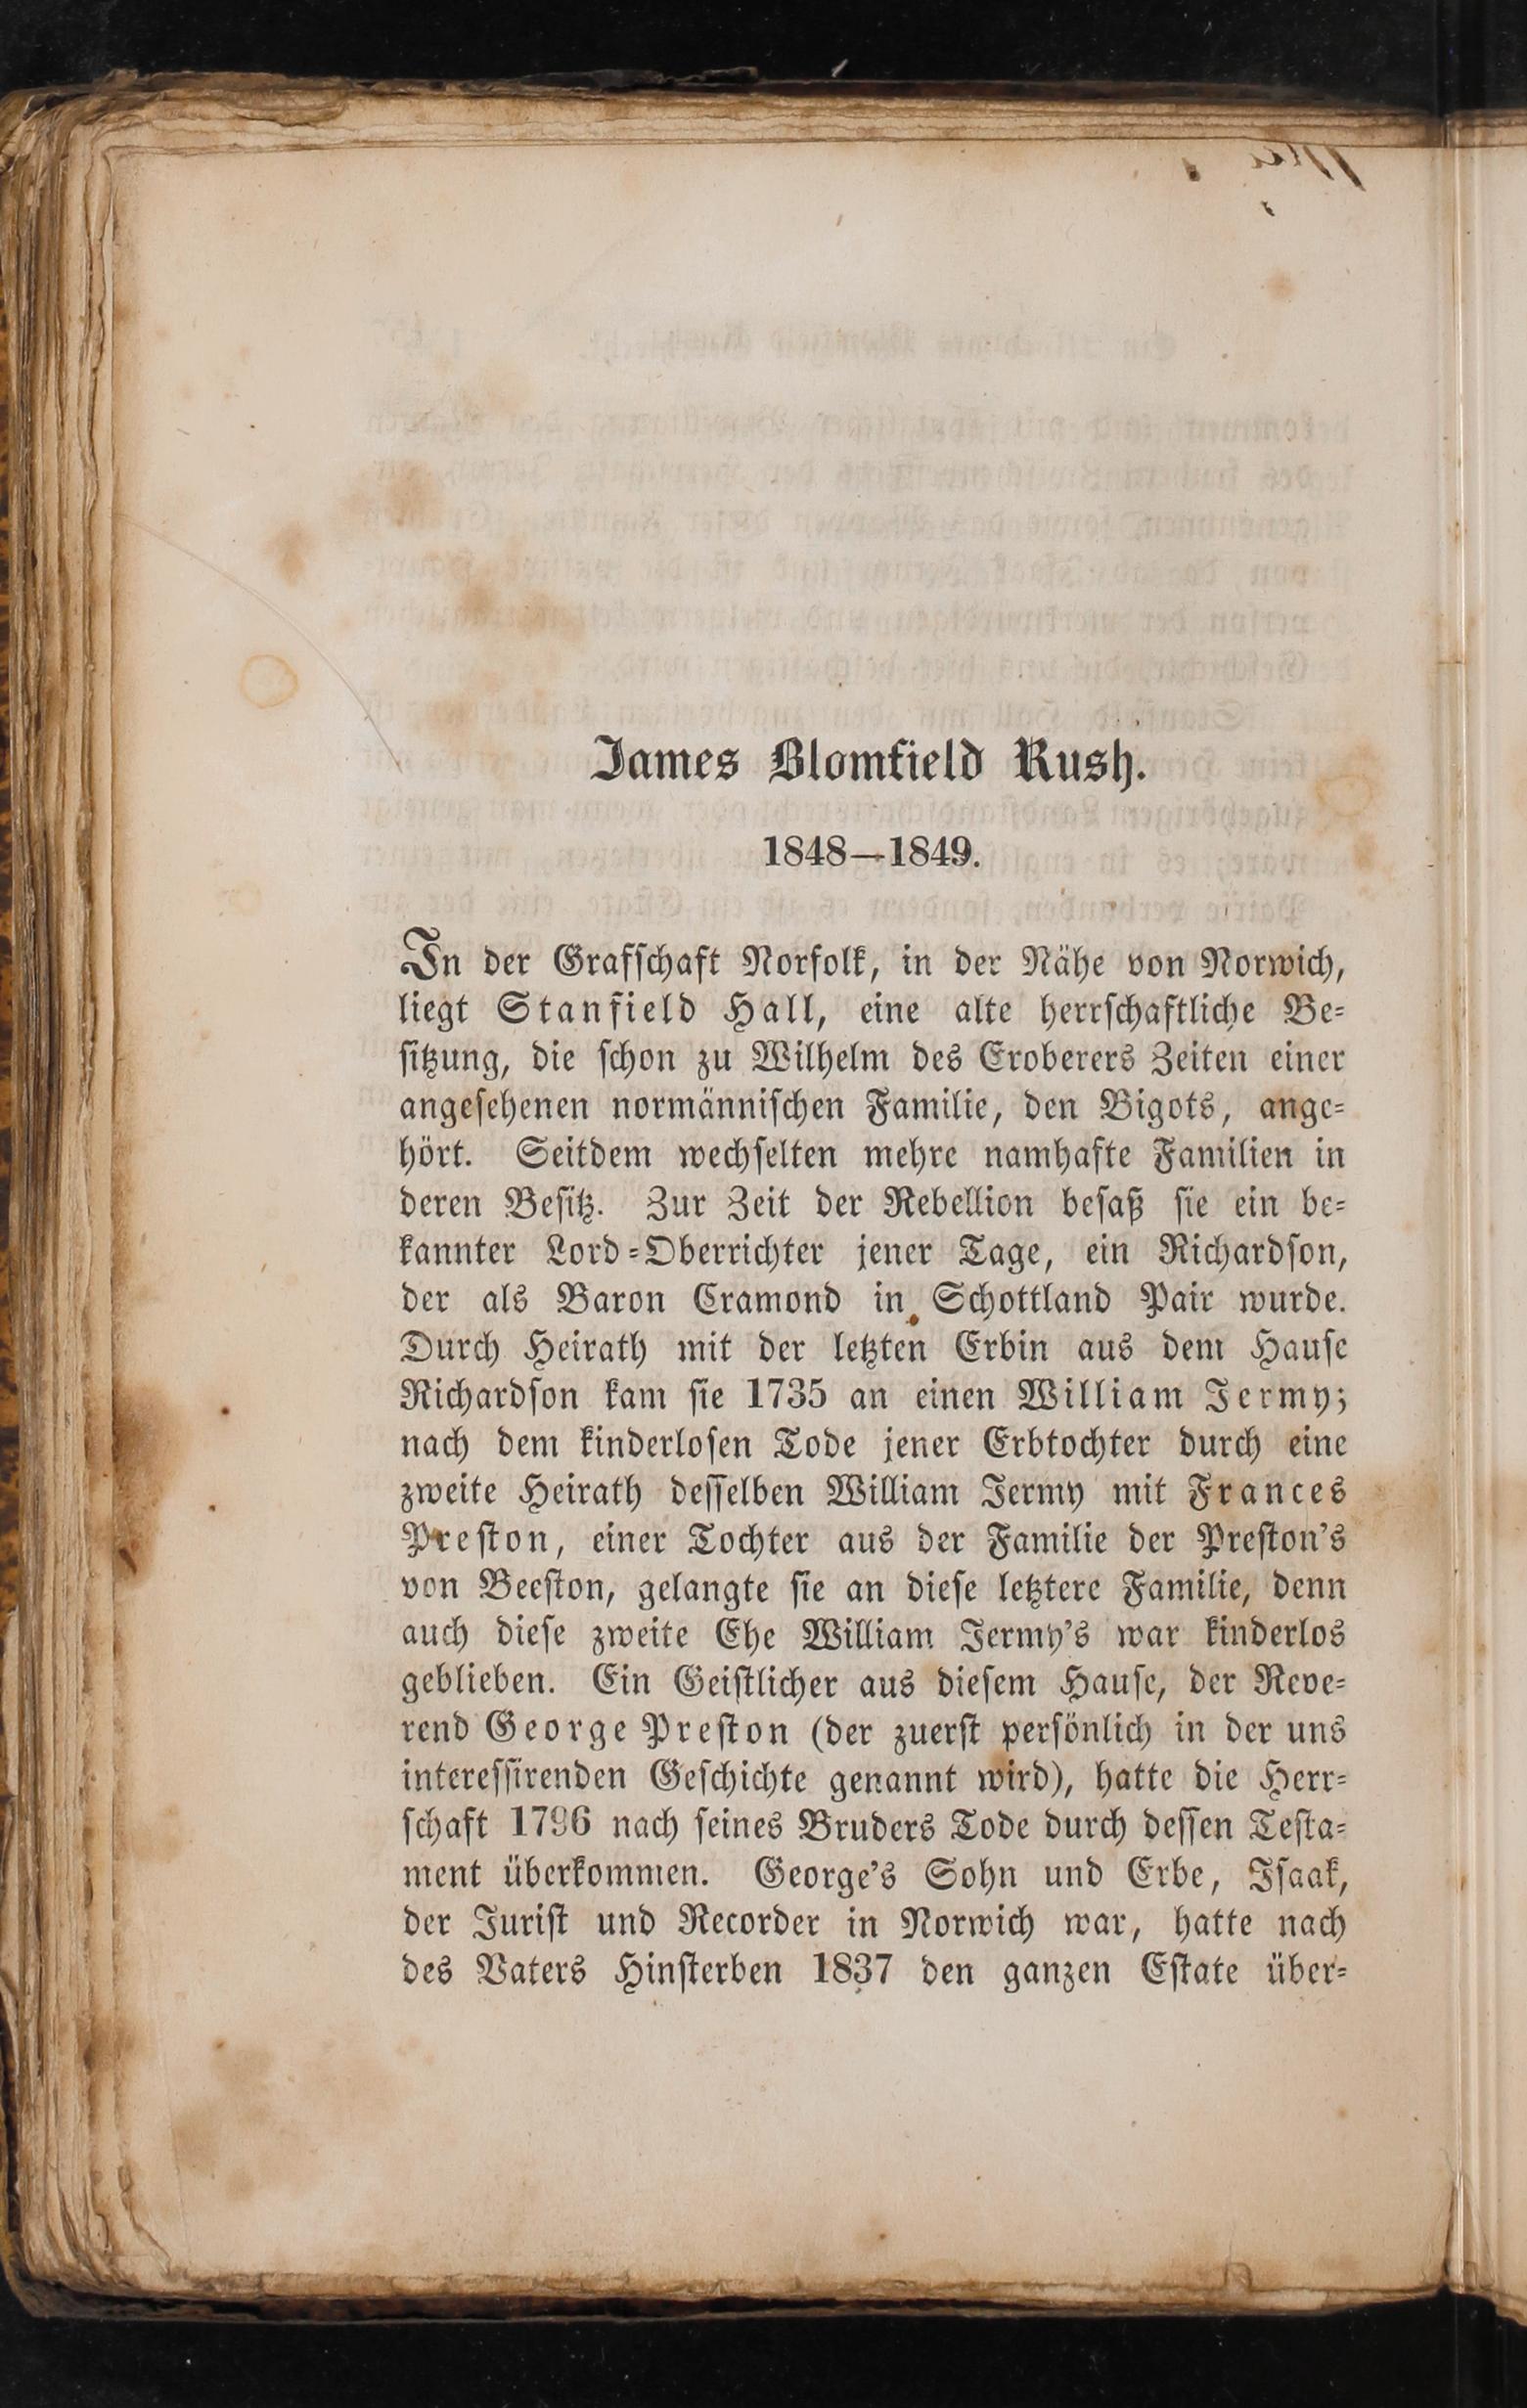 James Blomfield Rush.
1848—1849.
In der Grafschaft Norfolk, in der Nähe von Norwich,
liegt Stanfield Hall, eine alte herrschaftliche Be-
sitzung, die schon zu Wilhelm des Eroberers Zeiten einer
angesehenen normännischen Familie, den Bigots, ange-
hört. Seitdem wechselten mehre namhafte Familien in
deren Besitz. Zur Zeit der Rebellion besaß sie ein be-
kannter Lord-Oberrichter jener Tage, ein Richardson,
der als Baron Cramond in Schottland Pair wurde.
Durch Heirath mit der letzten Erbin aus dem Hause
Richardson kam sie 1735 an einen William Jermy;
nach dem kinderlosen Tode jener Erbtochter durch eine
zweite Heirath desselben William Jermy mit Frances
Preston, einer Tochter aus der Familie der Preston's
von Beeston, gelangte sie an diese letztere Familie, denn
auch diese zweite Ehe William Jermy's war kinderlos
geblieben. Ein Geistlicher aus diesem Hause, der Reve-
rend George Preston (der zuerst persönlich in der uns
interessirenden Geschichte genannt wird), hatte die Herr-
schaft 1796 nach seines Bruders Tode durch dessen Testa-
ment überkommen. George's Sohn und Erbe, Isaak,
der Jurist und Recorder in Norwich war, hatte nach
des Vaters Hinsterben 1837 den ganzen Estate über-